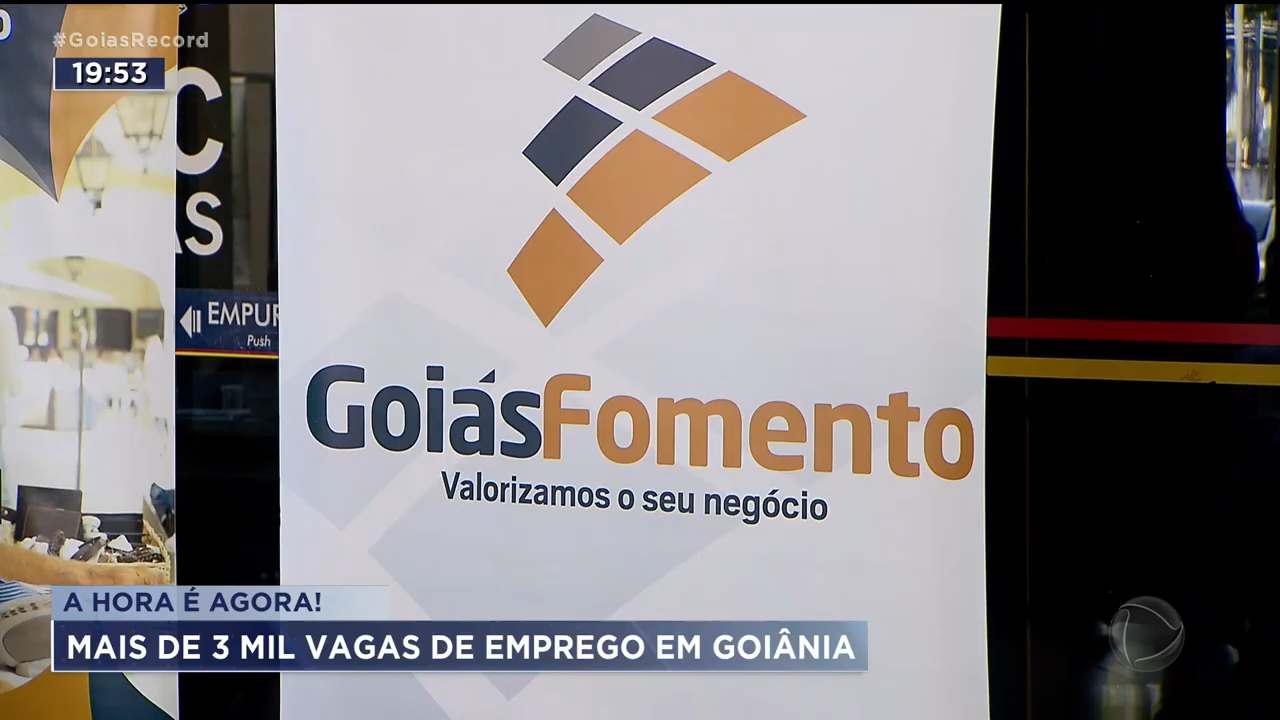 #GoiasRecord
19:53
C
AS
EMPUR
Push
GoiásFomento
Valorizamos o seu negócio
A HORA É AGORA!
MAIS DE 3 MIL VAGAS DE EMPREGO EM GOIÂNIA